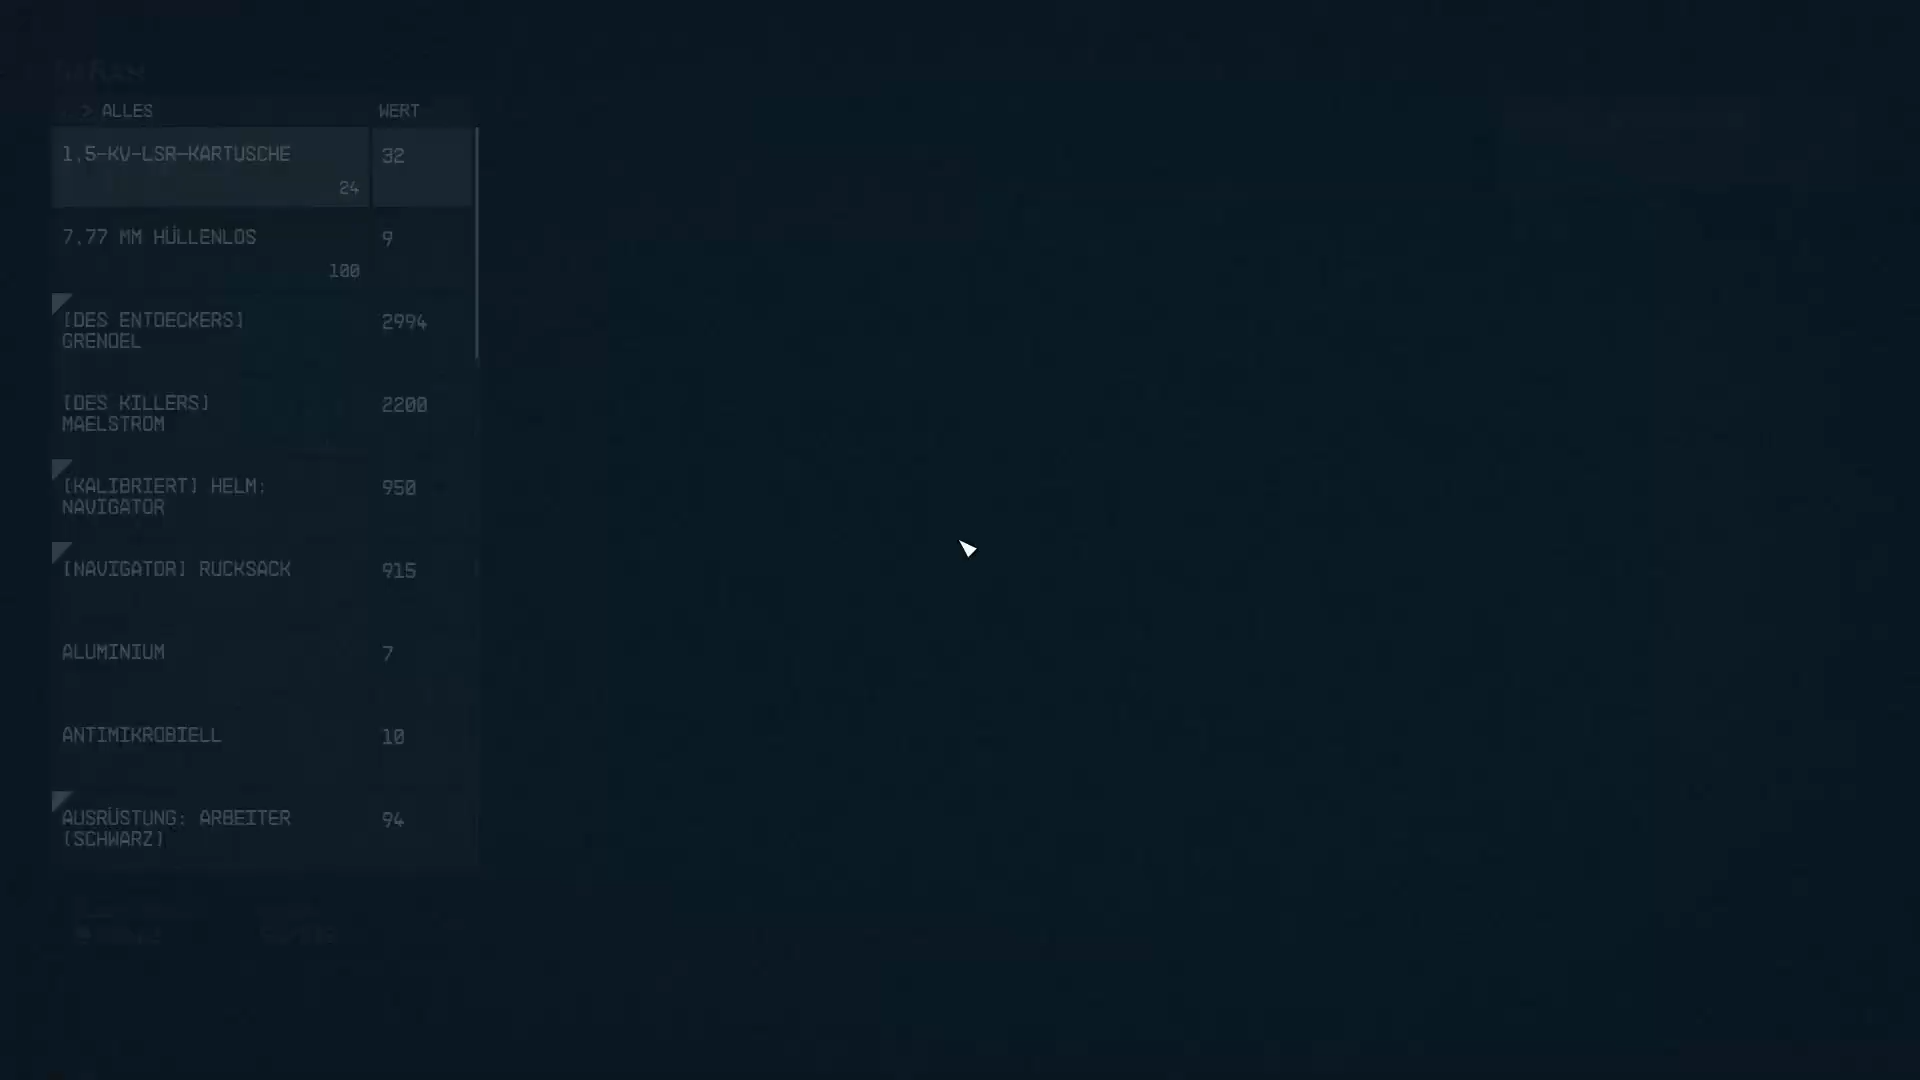 > ALLES WERT
1,5-KV-LSR-KARTUSCHE 32
24
7,77 MM HÜLLENLOS 9
100
[DES ENTDECKERS] 2994
GRENDEL
[DES KILLERS] 2200
MAELSTROM
[KALIBRIERT] HELM: 950
NAVIGATOR
[NAVIGATOR] RUCKSACK 915
ALUMINIUM 7
ANTIMIKROBIELL 10
AUSRÜSTUNG: ARBEITER 94
(SCHWARZ)